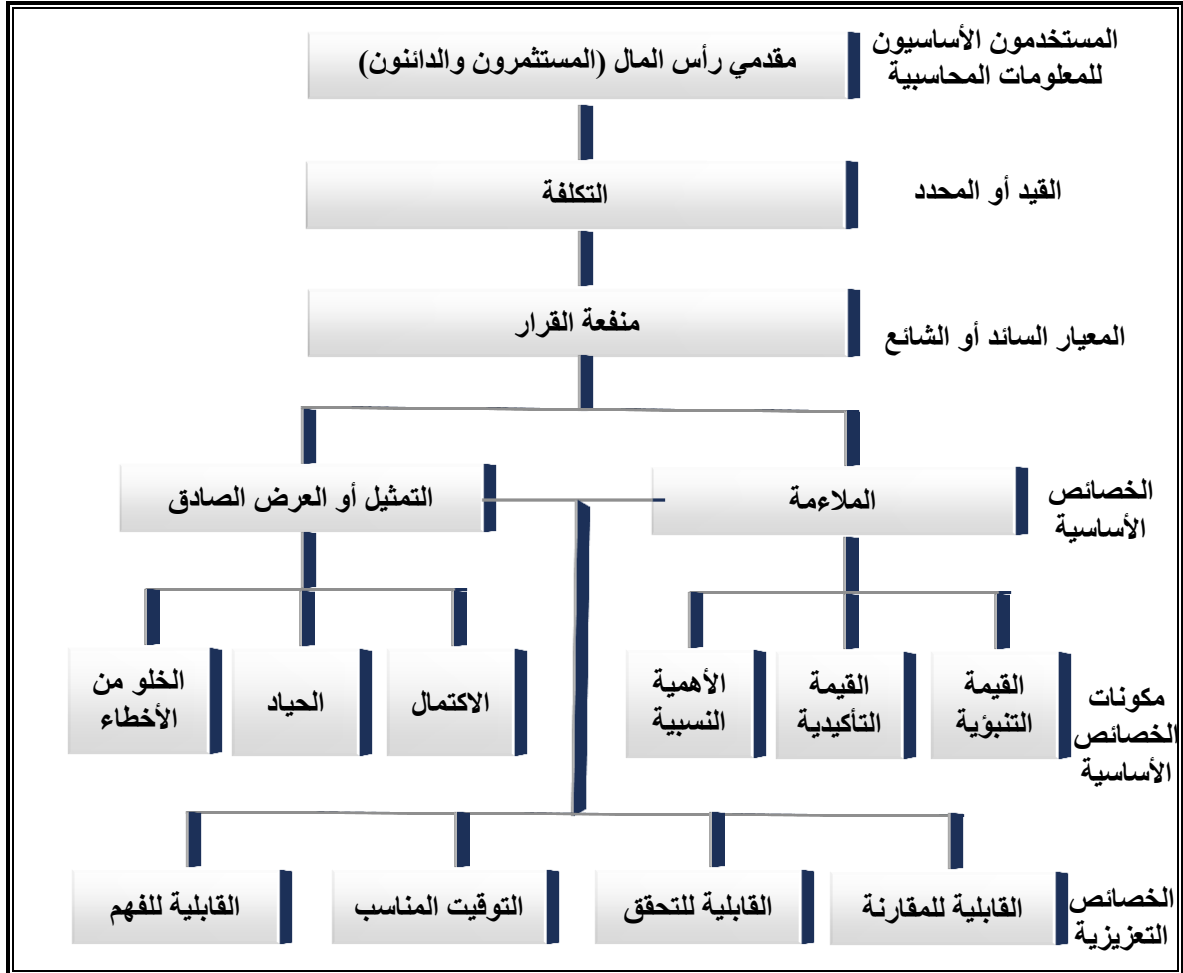 المستخدمون الأساسيون
للمعلومات المحاسبية
مقدمي رأس المال (المستثمرون والدائنون)
القيد أو المحدد
التكلفة
المعيار السائد أو الشائع
منفعة القرار
الخصائص
الأساسية
الملاءمة
التمثيل أو العرض الصادق
مكونات
الخصائص
الأساسية
القيمة
التنبؤية
القيمة
التأكيدية
الأهمية
النسبية
الاكتمال
الحياد
الخلو من
الأخطاء
الخصائص
التعزيزية
القابلية للمقارنة
القابلية للتحقق
التوقيت المناسب
القابلية للفهم